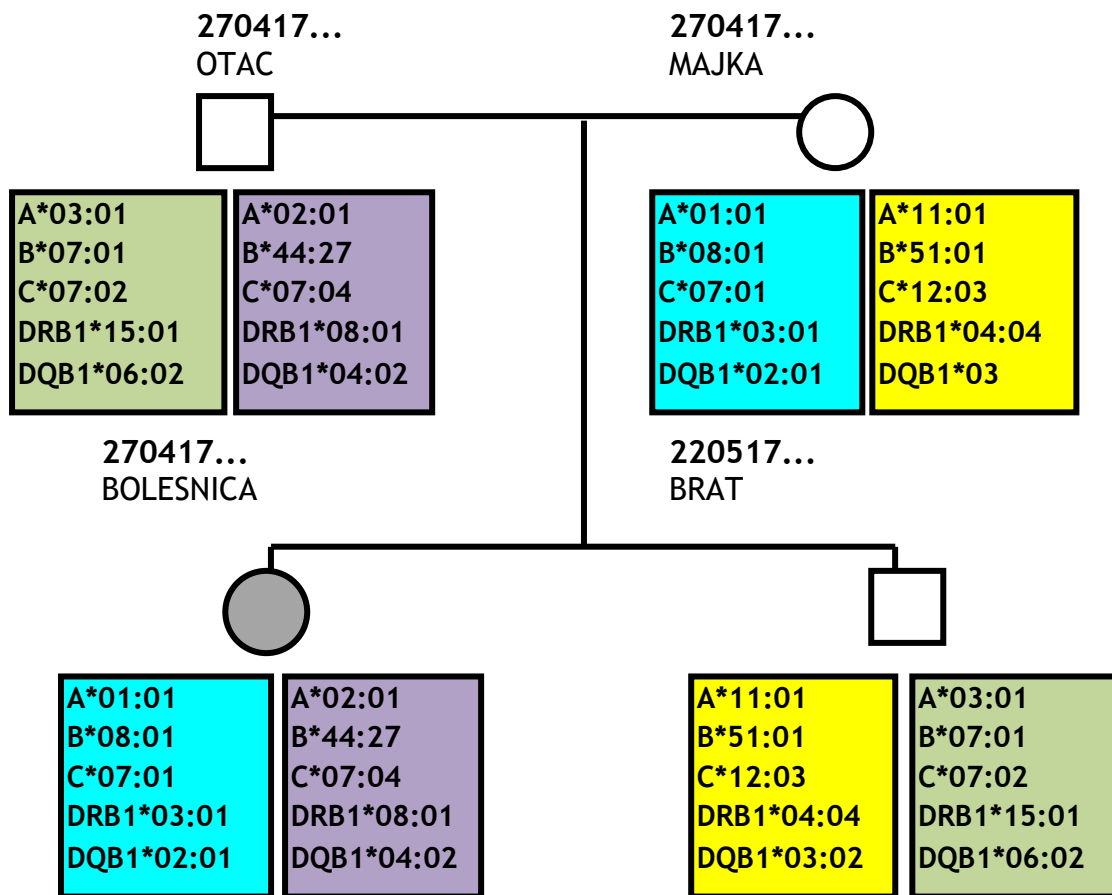 270417...
OTAC
270417...
MAJKA
A*03:01
B*07:01
C*07:02
DRB1*15:01
DQB1*06:02
A*02:01
B*44:27
C*07:04
DRB1*08:01
DQB1*04:02
A*01:01
B*08:01
C*07:01
DRB1*03:01
DQB1*02:01
A*11:01
B*51:01
C*12:03
DRB1*04:04
DQB1*03
270417...
BOLESNICA
220517...
BRAT
A*01:01
B*08:01
C*07:01
DRB1*03:01
DQB1*02:01
A*02:01
B*44:27
C*07:04
DRB1*08:01
DQB1*04:02
A*11:01
B*51:01
C*12:03
DRB1*04:04
DQB1*03:02
A*03:01
B*07:01
C*07:02
DRB1*15:01
DQB1*06:02